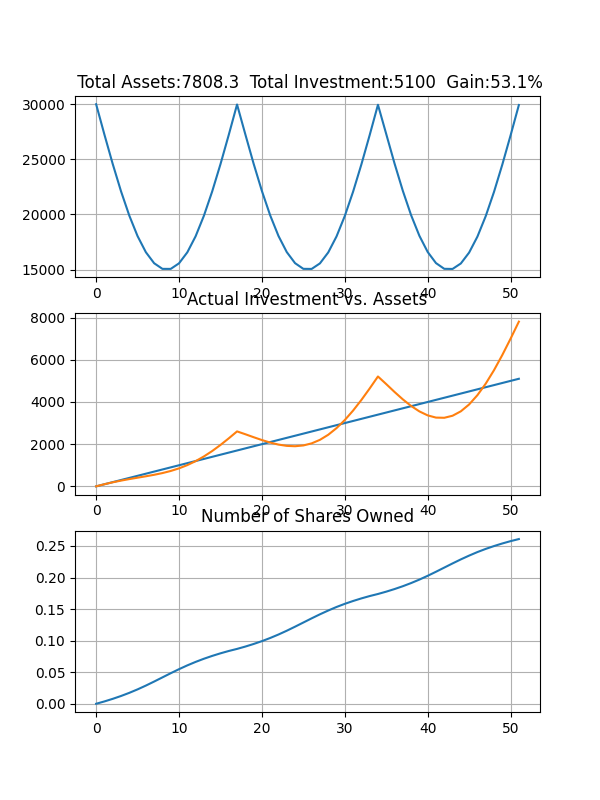 Total Assets:7808.3  Total Investment:5100  Gain:53.1%
30000
25000
20000
15000
0 10 20 30 40 50
Actual Investment vs. Assets
8000
6000
4000
2000
0
0 10 20 30 40 50
Number of Shares Owned
0.25
0.20
0.15
0.10
0.05
0.00
0 10 20 30 40 50